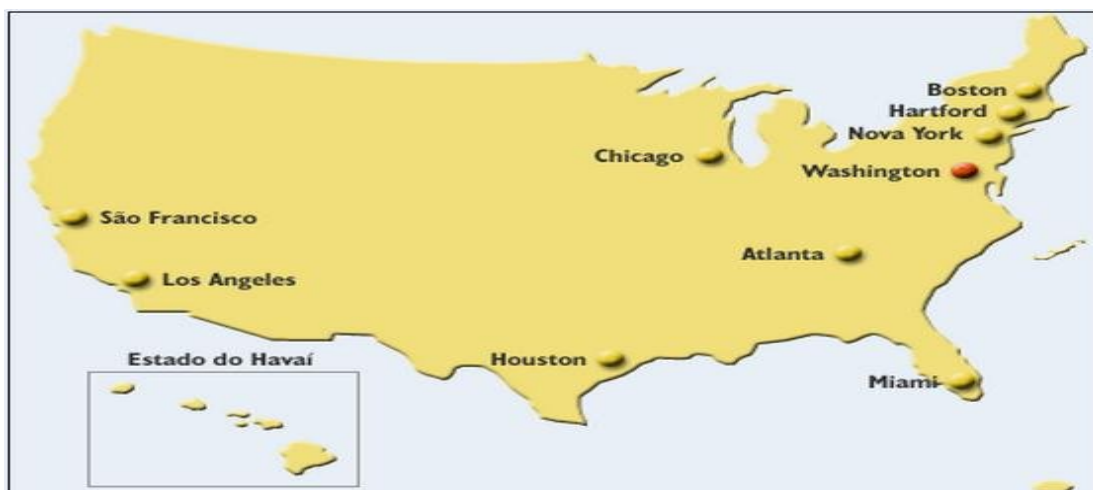 Boston
Hartford
Nova York
Chicago
Washington
São Francisco
Atlanta
Los Angeles
Estado do Havaí
Houston
Miami